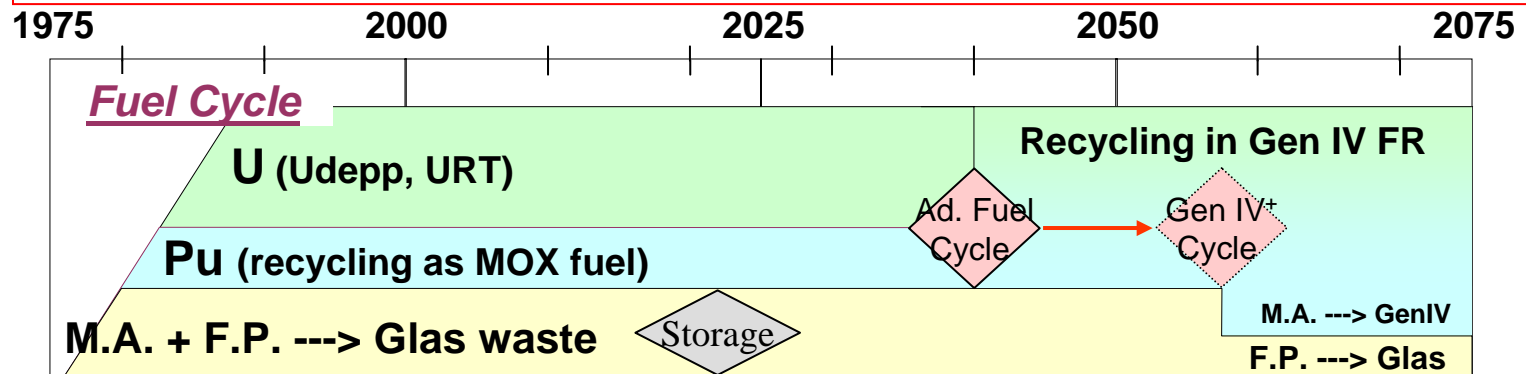 1975 2000 2025 2050 2075
Fuel Cycle
Recycling in Gen IV FR
U (Udepp, URT)
Ad. Fuel
Cycle
Gen IV+
Cycle
Pu (recycling as MOX fuel)
M.A. ---> GenIV
M.A. + F.P. ---> Glas waste
Storage
F.P. ---> Glas